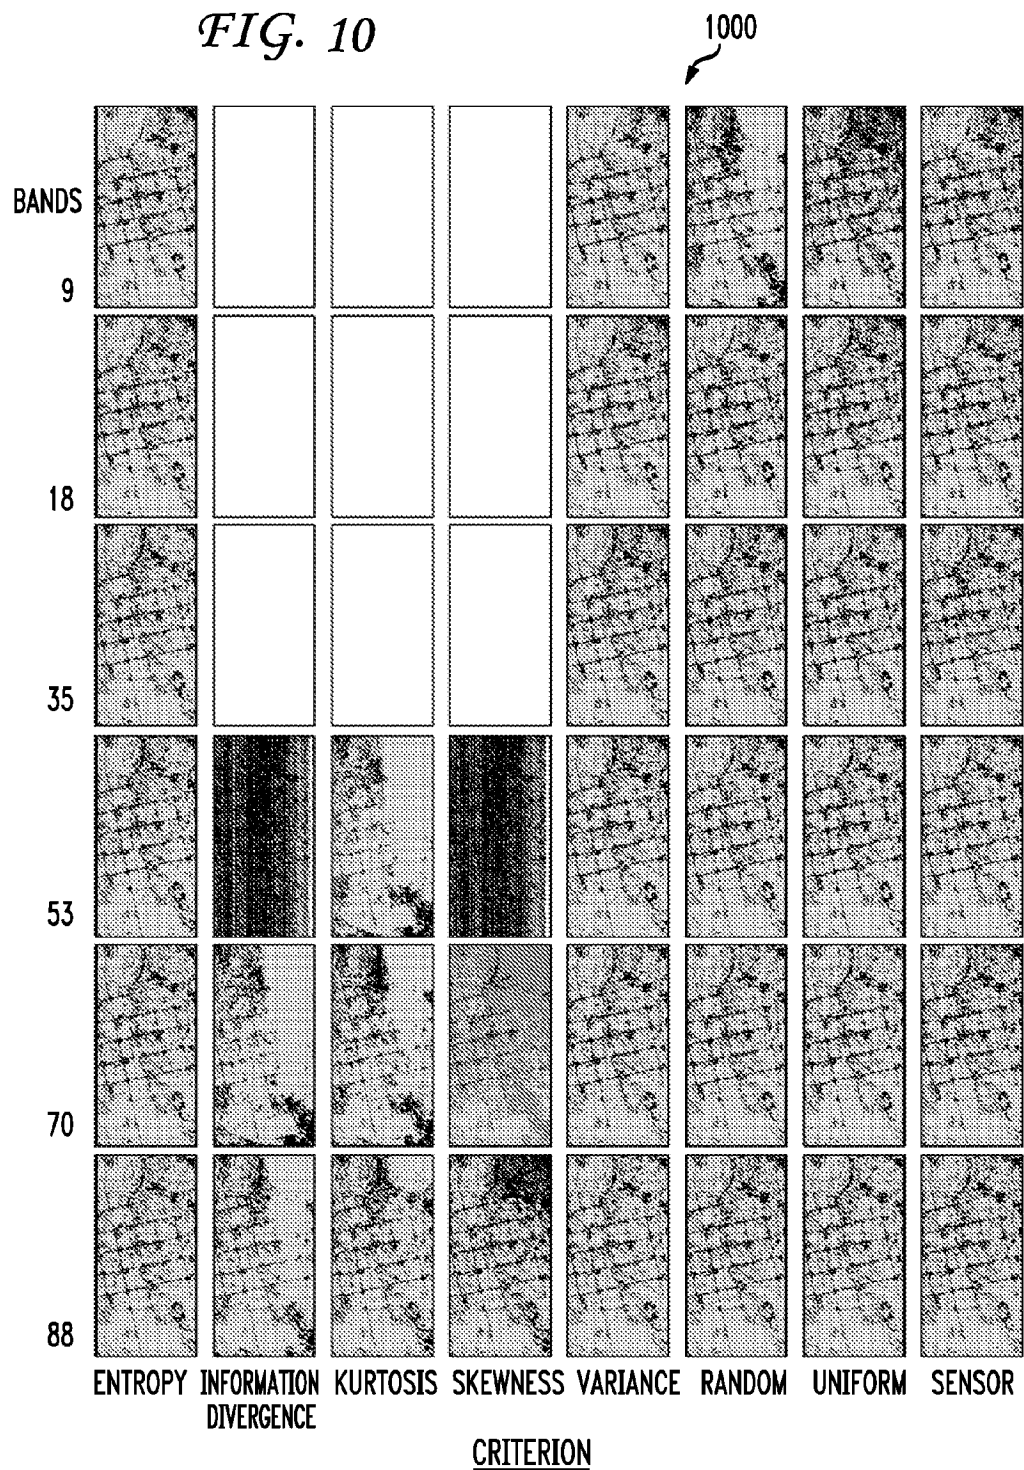 FIG. 10
1000
BANDS
9
18
35
53
70
88
ENTROPY INFORMATION DIVERGENCE KURTOSIS SKEWNESS VARIANCE RANDOM UNIFORM SENSOR
CRITERION